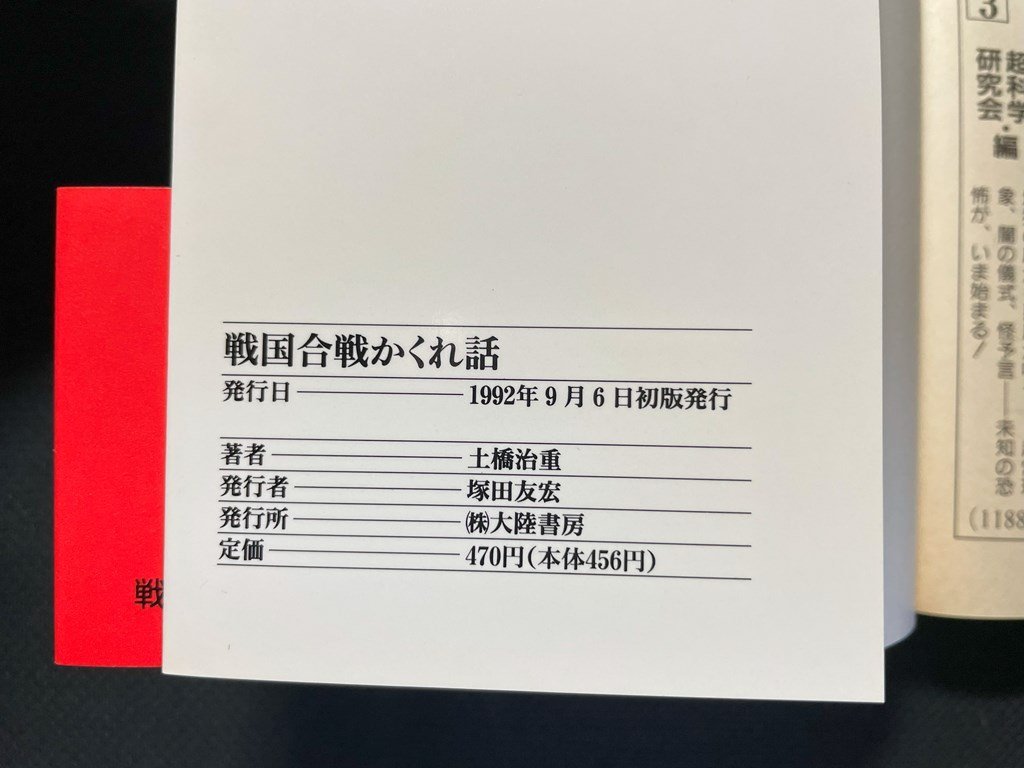 戦国合戦かくれ話
発行日 1992年9月6日初版発行
著者 土橋治重
発行者 塚田友宏
発行所 ㈱大陸書房
定価 470円(本体456円)
戦
3
超科学
研究会・編
象、闇の儀式、怪予言――未知の恐
怖が、いま始まる!
(1188